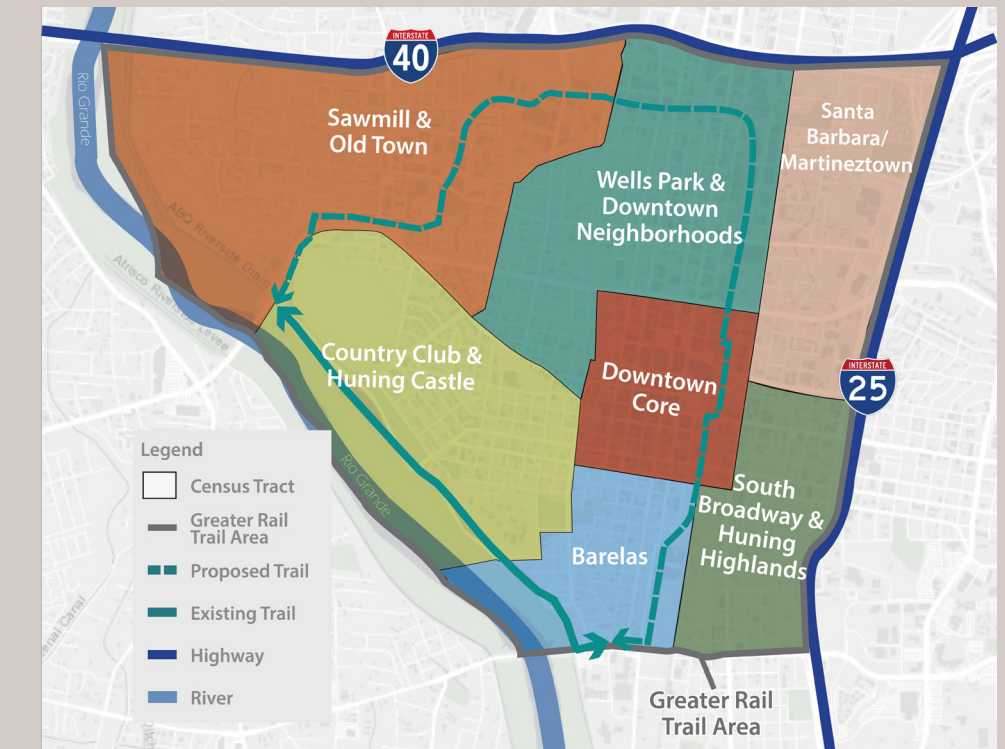 INTERSTATE
40
Rio Grande
Sawmill &
Old Town
Santa
Barbara/
Martineztown
Wells Park &
Downtown
Neighborhoods
ABQ Riverside Drain
Atrisco Riverside Levee
Country Club &
Huning Castle
Downtown
Core
INTERSTATE
25
Rio Grande
South
Broadway &
Huning
Highlands
Barelas
Legend
Census Tract
Greater Rail
Trail Area
Proposed Trail
Existing Trail
Highway
River
Greater Rail
Trail Area